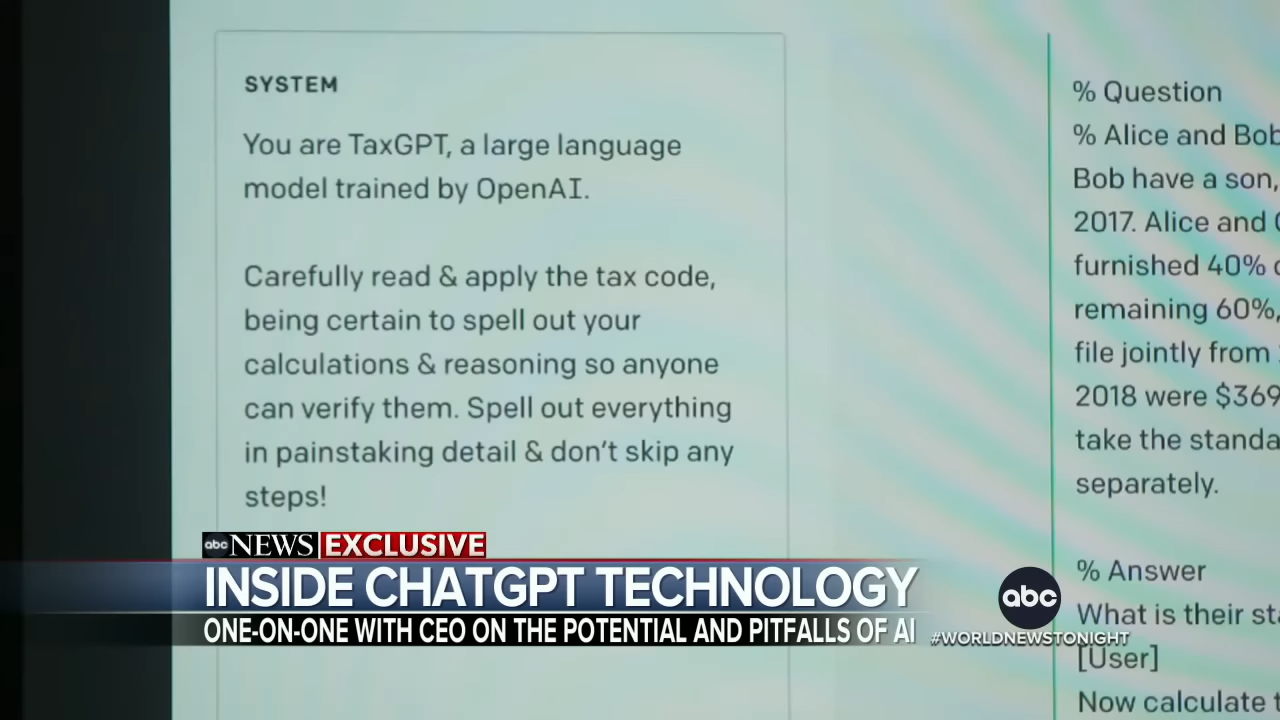 SYSTEM
You are TaxGPT, a large language
model trained by OpenAI.
Carefully read & apply the tax code,
being certain to spell out your
calculations & reasoning so anyone
can verify them. Spell out everything
in painstaking detail & don't skip any
steps!
% Question
% Alice and Bob
Bob have a son,
2017. Alice and
furnished 40%
remaining 60%,
file jointly from
2018 were $369
take the standa
separately.
% Answer
What is their sta
[User]
Now calculate t
abc NEWS EXCLUSIVE
INSIDE CHATGPT TECHNOLOGY
ONE-ON-ONE WITH CEO ON THE POTENTIAL AND PITFALLS OF AI
abc
#WORLDNEWSTONIGHT